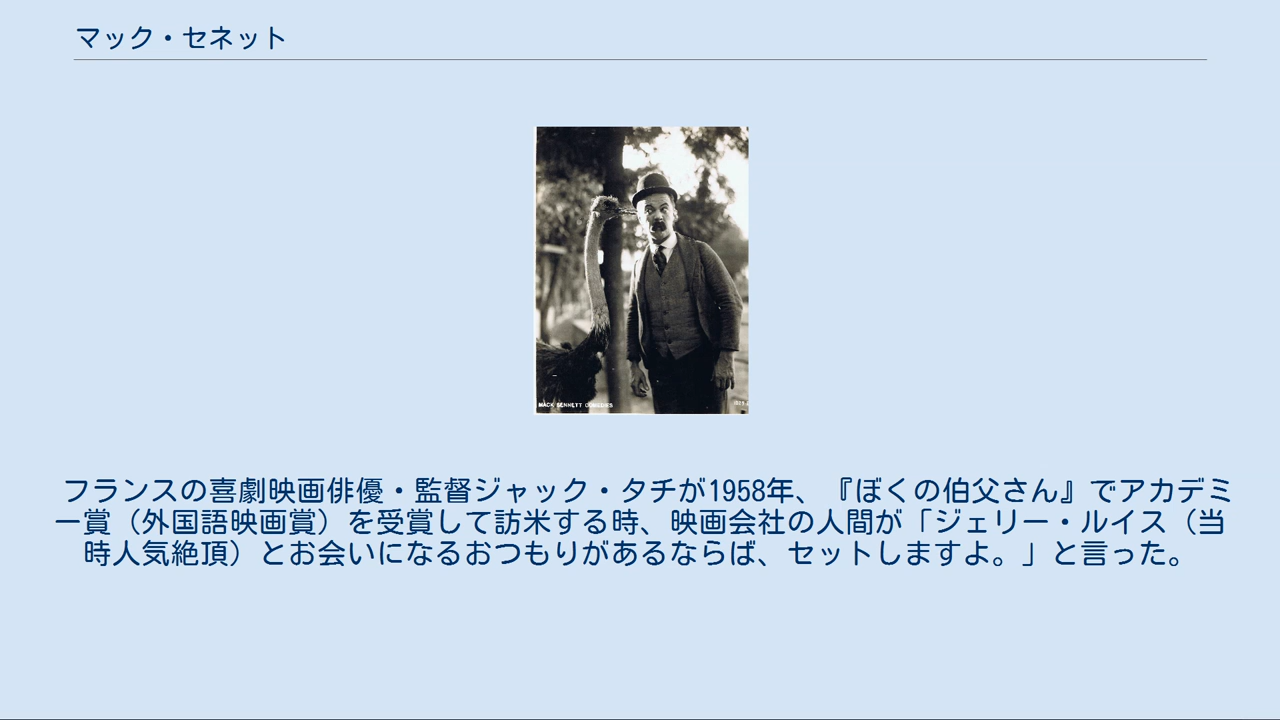 マック・セネット
MACK SENNETT COMEDIES
フランスの喜劇映画俳優・監督ジャック・タチが1958年、『ぼくの伯父さん』でアカデミ
ー賞（外国語映画賞）を受賞して訪米する時、映画会社の人間が「ジェリー・ルイス（当
時人気絶頂）とお会いになるおつもりがあるならば、セットしますよ。」と言った。